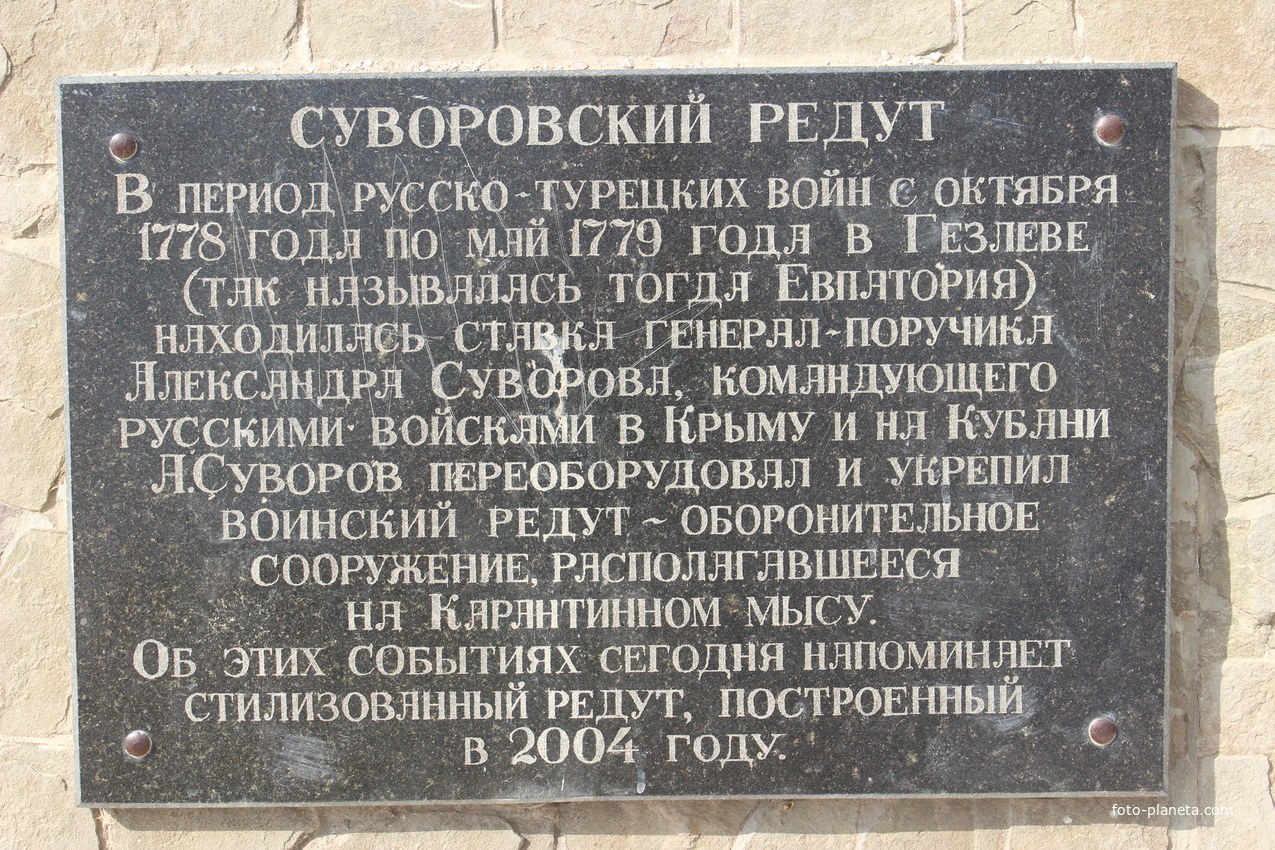 СУВОРОВСКИЙ РЕДУТ
В ПЕРИОД РУССКО-ТУРЕЦКИХ ВОЙН С ОКТЯБРЯ
1778 ГОДА ПО МАЙ 1779 ГОДА В ГЕЗЛЕВЕ
(ТАК НАЗЫВАЛАСЬ ТОГДА ЕВПАТОРИЯ)
НАХОДИЛАСЬ СТАВКА ГЕНЕРАЛ-ПОРУЧИКА
АЛЕКСАНДРА СУВОРОВА, КОМАНДУЮЩЕГО
РУССКИМИ ВОЙСКАМИ В КРЫМУ И НА КУБАНИ
А.СУВОРОВ ПЕРЕОБОРУДОВАЛ И УКРЕПИЛ
ВОИНСКИЙ РЕДУТ - ОБОРОНИТЕЛЬНОЕ
СООРУЖЕНИЕ, РАСПОЛАГАВШЕЕСЯ
НА КАРАНТИННОМ МЫСУ.
ОБ ЭТИХ СОБЫТИЯХ СЕГОДНЯ НАПОМИНАЕТ
СТИЛИЗОВАННЫЙ РЕДУТ, ПОСТРОЕННЫЙ
В 2004 ГОДУ.
foto-planeta.com